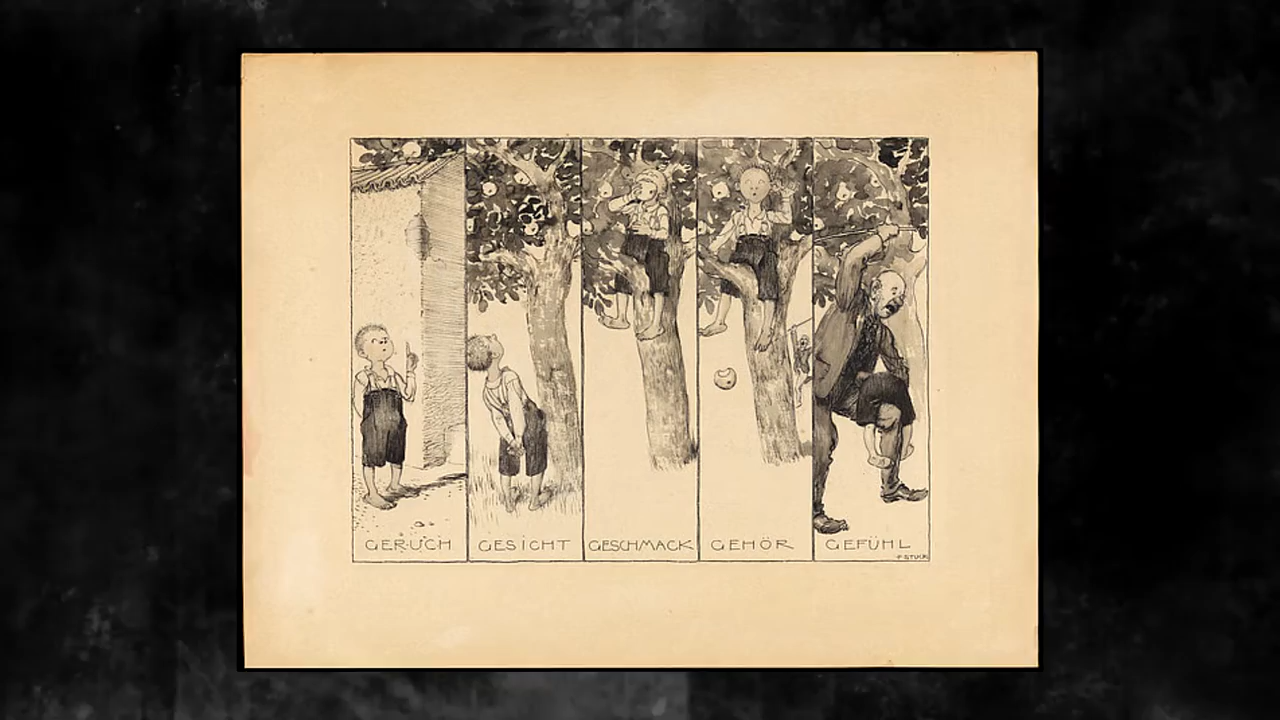 GERUCH
GESICHT
GESCHMACK
GEHÖR
GEFÜHL
F STUCK